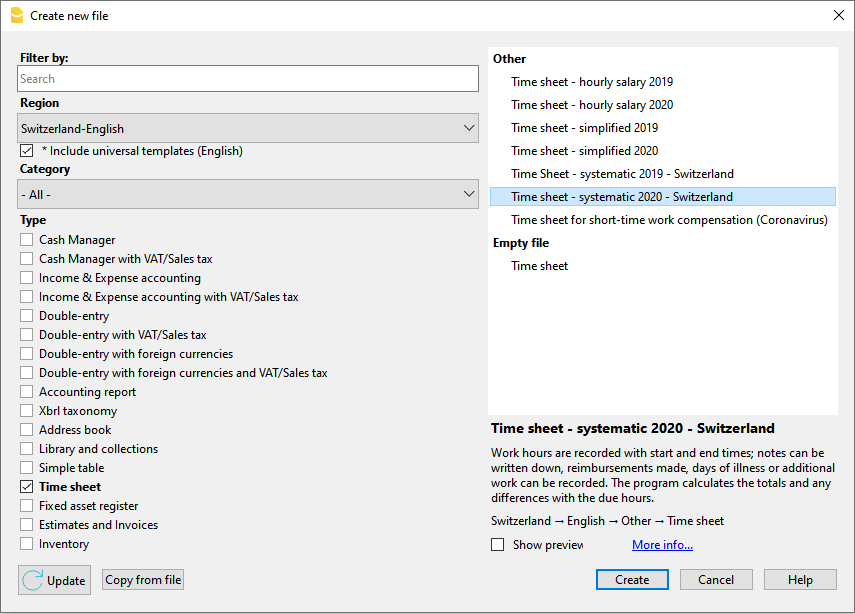 Create new file
Filter by:
Search
Region
Switzerland-English
* Include universal templates (English)
Category
- All -
Type
Cash Manager
Cash Manager with VAT/Sales tax
Income & Expense accounting
Income & Expense accounting with VAT/Sales tax
Double-entry
Double-entry with VAT/Sales tax
Double-entry with foreign currencies
Double-entry with foreign currencies and VAT/Sales tax
Accounting report
Xbrl taxonomy
Address book
Library and collections
Simple table
Time sheet
Fixed asset register
Estimates and Invoices
Inventory
Update
Copy from file
Other
Time sheet - hourly salary 2019
Time sheet - hourly salary 2020
Time sheet - simplified 2019
Time sheet - simplified 2020
Time Sheet - systematic 2019 - Switzerland
Time sheet - systematic 2020 - Switzerland
Time sheet for short-time work compensation (Coronavirus)
Empty file
Time sheet
Time sheet - systematic 2020 - Switzerland
Work hours are recorded with start and end times; notes can be
written down, reimbursements made, days of illness or additional
work can be recorded. The program calculates the totals and any
differences with the due hours.
Switzerland → English → Other → Time sheet
Show preview
More info...
Create
Cancel
Help